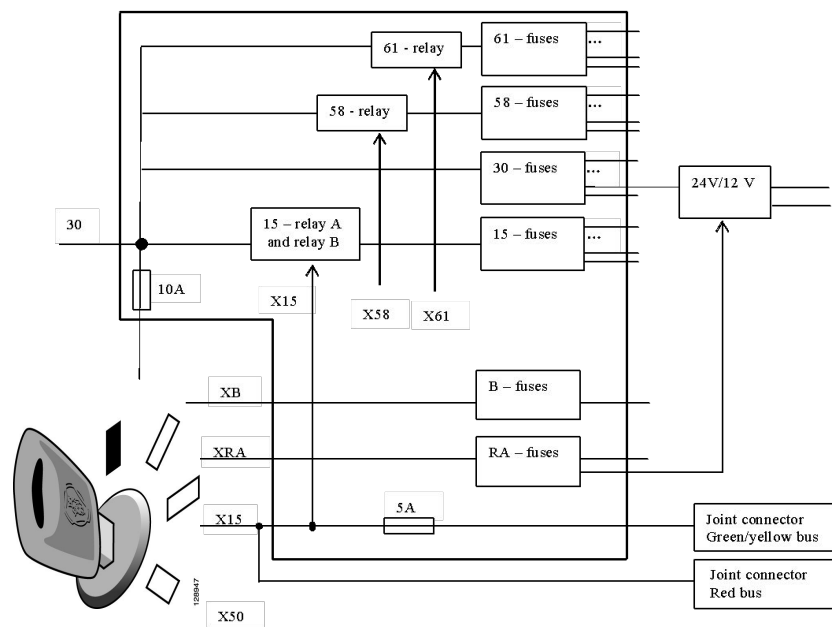 61 – fuses
...
61 - relay
58 – fuses
...
58 - relay
30 – fuses
...
24V/12 V
30
15 – relay A
and relay B
15 – fuses
...
10A
X15
X58
X61
XB
B – fuses
XRA
RA – fuses
5A
X15
Joint connector
Green/yellow bus
Joint connector
Red bus
128947
X50